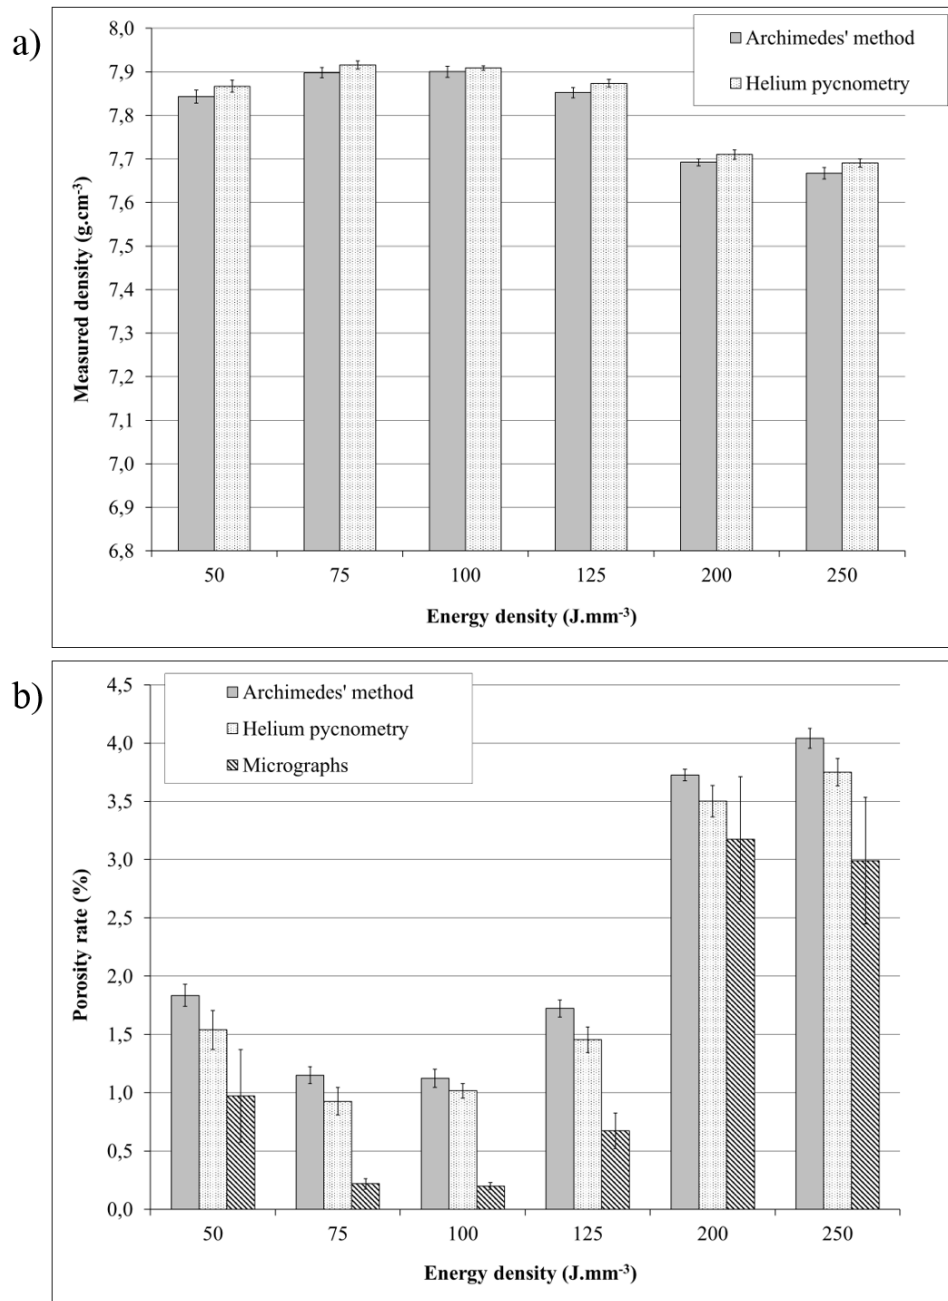 a)
8,0
7,9
7,8
7,7
7,6
7,5
7,4
7,3
7,2
7,1
7,0
6,9
6,8
Measured density (g.cm-3)
Archimedes' method
Helium pycnometry
50 75 100 125 200 250
Energy density (J.mm-3)
b)
4,5
4,0
3,5
3,0
2,5
2,0
1,5
1,0
0,5
0,0
Porosity rate (%)
Archimedes' method
Helium pycnometry
Micrographs
50 75 100 125 200 250
Energy density (J.mm-3)